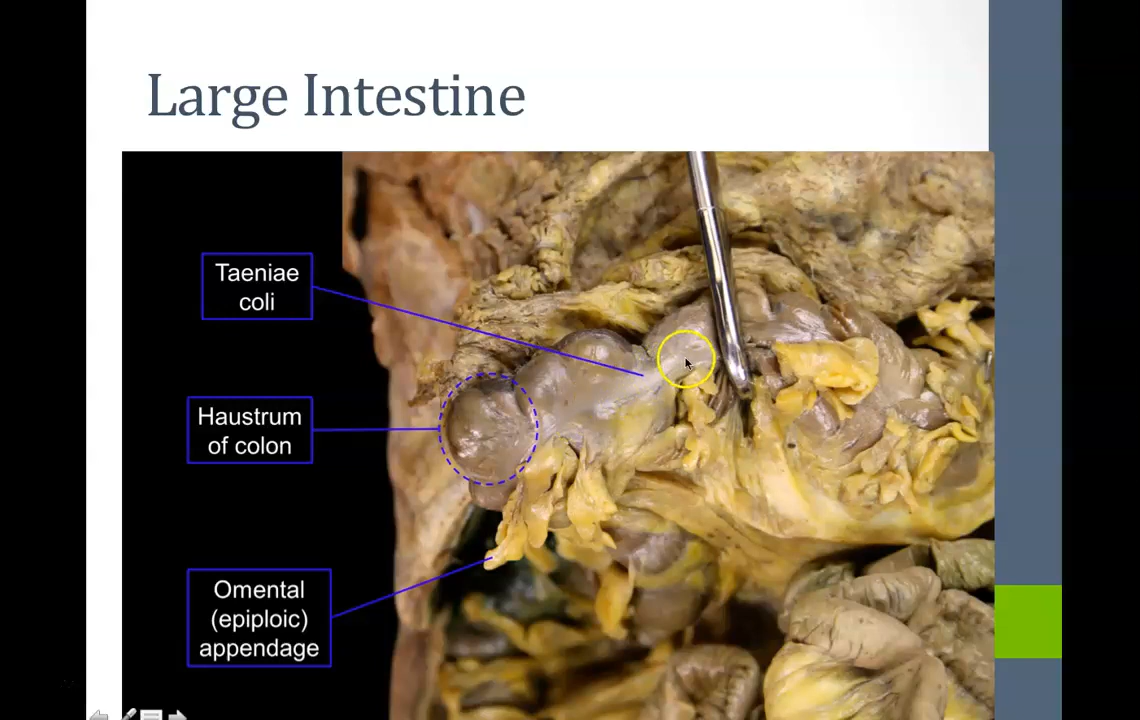 Large Intestine
Taeniae
coli
Haustrum
of colon
Omental
(epiploic)
appendage